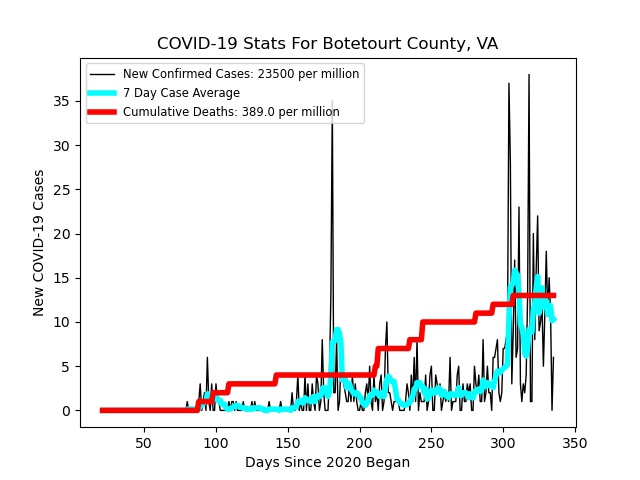 COVID-19 Stats For Botetourt County, VA
New Confirmed Cases: 23500 per million
7 Day Case Average
Cumulative Deaths: 389.0 per million
35
30
25
20
15
10
5
0
New COVID-19 Cases
50 100 150 200 250 300 350
Days Since 2020 Began